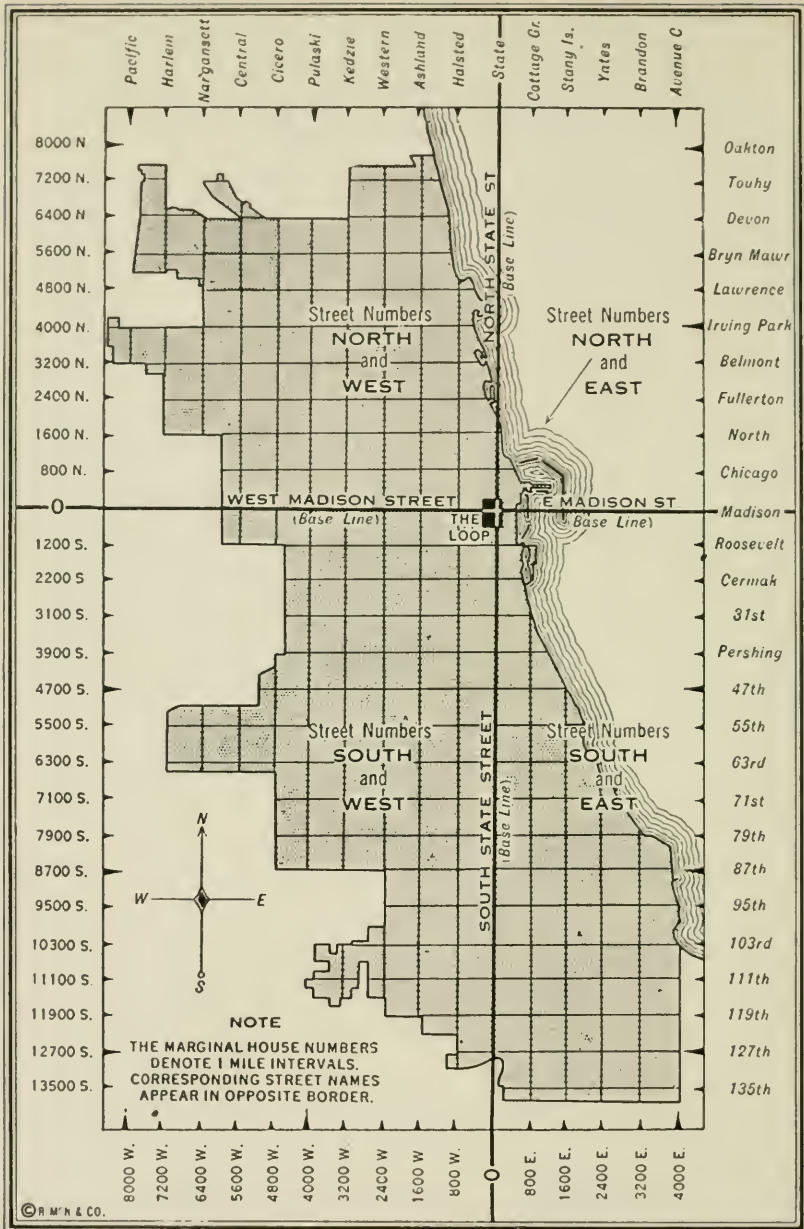 Pacific
Harlem
Nar'gansett
Central
Cicero
Pulaski
Kedzie
Western
Ashland
Halsted
State
Cottage Gr.
Stany Is.
Yates
Brandon
Avenue C
8000 N
7200 N.
6400 N
5600 N.
4800 N.
4000 N.
3200 N.
2400 N.
1600 N.
800 N.
0
1200 S.
2200 S
3100 S.
3900 S.
4700 S.
5500 S.
6300 S.
7100 S.
7900 S.
8700 S.
9500 S.
10300 S.
11100 S.
11900 S.
12700 S.
13500 S.
NORTH STATE ST
(Base Line)
Street Numbers
NORTH
and
WEST
Street Numbers
NORTH
and
EAST
WEST MADISON STREET
(Base Line)
THE
LOOP
E MADISON ST
(Base Line)
Street Numbers
SOUTH
and
WEST
SOUTH STATE STREET
(Base Line)
Street Numbers
SOUTH
and
EAST
N
W
E
S
NOTE
THE MARGINAL HOUSE NUMBERS
DENOTE 1 MILE INTERVALS.
CORRESPONDING STREET NAMES
APPEAR IN OPPOSITE BORDER.
Oakton
Touhy
Devon
Bryn Mawr
Lawrence
Irving Park
Belmont
Fullerton
North
Chicago
Madison
Roosevelt
Cermak
31st
Pershing
47th
55th
63rd
71st
79th
87th
95th
103rd
111th
119th
127th
135th
8000 W.
7200 W.
6400 W.
5600 W.
4800 W.
4000 W.
3200 W.
2400 W.
1600 W.
800 W.
0
800 E.
1600 E.
2400 E.
3200 E.
4000 E.
© R M℃N & CO.